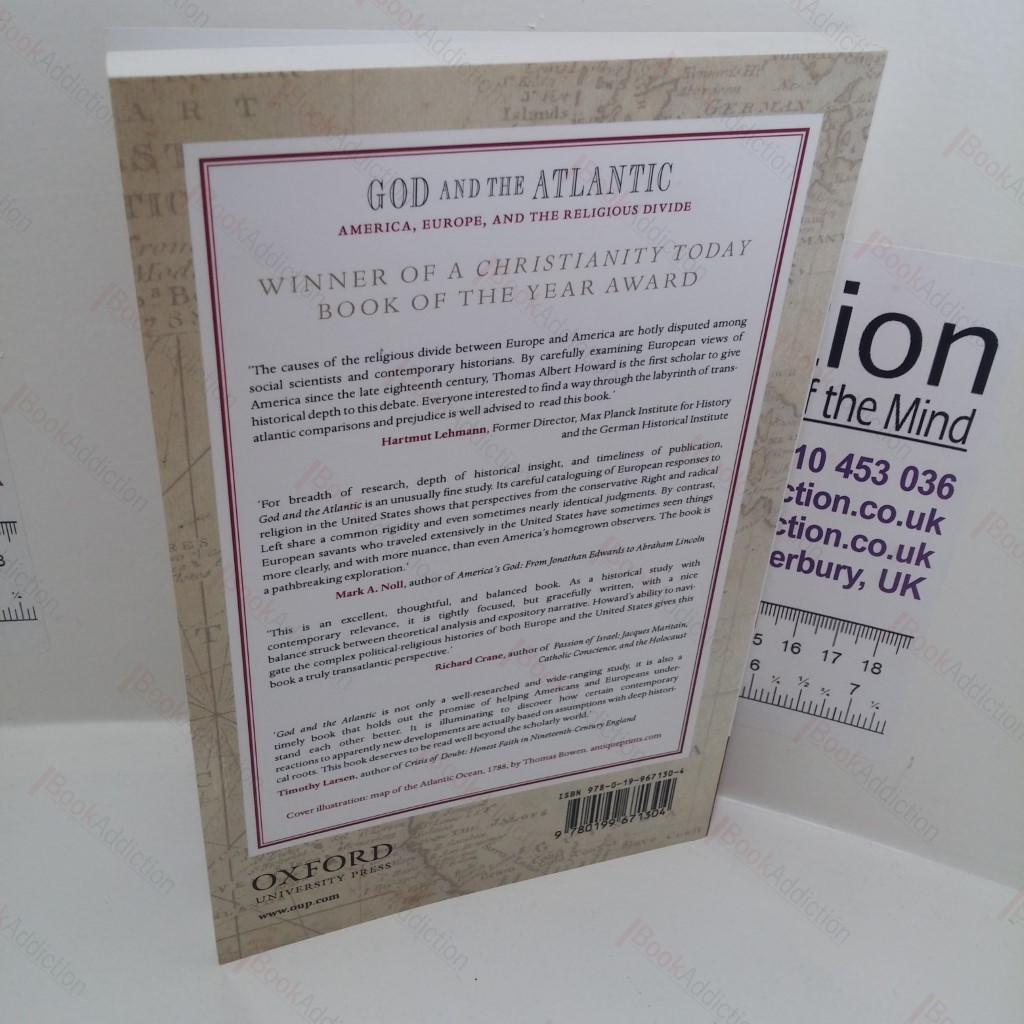 GOD AND THE ATLANTIC
AMERICA, EUROPE, AND THE RELIGIOUS DIVIDE
WINNER OF A CHRISTIANITY TODAY
BOOK OF THE YEAR AWARD
'The causes of the religious divide between Europe and America are hotly disputed among
social scientists and contemporary historians. By carefully examining European views of
America since the late eighteenth century, Thomas Albert Howard is the first scholar to give
historical depth to this debate. Everyone interested to find a way through the labyrinth of trans-
atlantic comparisons and prejudice is well advised to read this book.'
Hartmut Lehmann, Former Director, Max Planck Institute for History
and the German Historical Institute
'For breadth of research, depth of historical insight, and timeliness of publication,
God and the Atlantic is an unusually fine study. Its careful cataloguing of European responses to
religion in the United States shows that perspectives from the conservative Right and radical
Left share a common rigidity and even sometimes nearly identical judgments. By contrast,
European savants who traveled extensively in the United States have sometimes seen things
more clearly, and with more nuance, than even America's homegrown observers. The book is
a pathbreaking exploration.'
Mark A. Noll, author of America's God: From Jonathan Edwards to Abraham Lincoln
'This is an excellent, thoughtful, and balanced book. As a historical study with
contemporary relevance, it is tightly focused, but gracefully written, with a nice
balance struck between theoretical analysis and expository narrative. Howard's ability to navi-
gate the complex political-religious histories of both Europe and the United States gives this
book a truly transatlantic perspective.'
Richard Crane, author of Passion of Israel: Jacques Maritain,
Catholic Conscience, and the Holocaust
'God and the Atlantic is not only a well-researched and wide-ranging study, it is also a
timely book that holds out the promise of helping Americans and Europeans under-
stand each other better. It is illuminating to discover how certain contemporary
reactions to apparently new developments are actually based on assumptions with deep histori-
cal roots. This book deserves to be read well beyond the scholarly world.'
Timothy Larsen, author of Crisis of Doubt: Honest Faith in Nineteenth-Century England
Cover illustration: map of the Atlantic Ocean, 1788, by Thomas Bowen. antiqueprints.com
ISBN 978-0-19-967130-4
9 780199 671304
OXFORD
UNIVERSITY PRESS
www.oup.com
ion
f the Mind
10 453 036
ction.co.uk
ction.co.uk
erbury, UK
5 16 17 18
6 ¼ ½ ¾ 7 ¼
GERMAN
Islands
BookAddiction